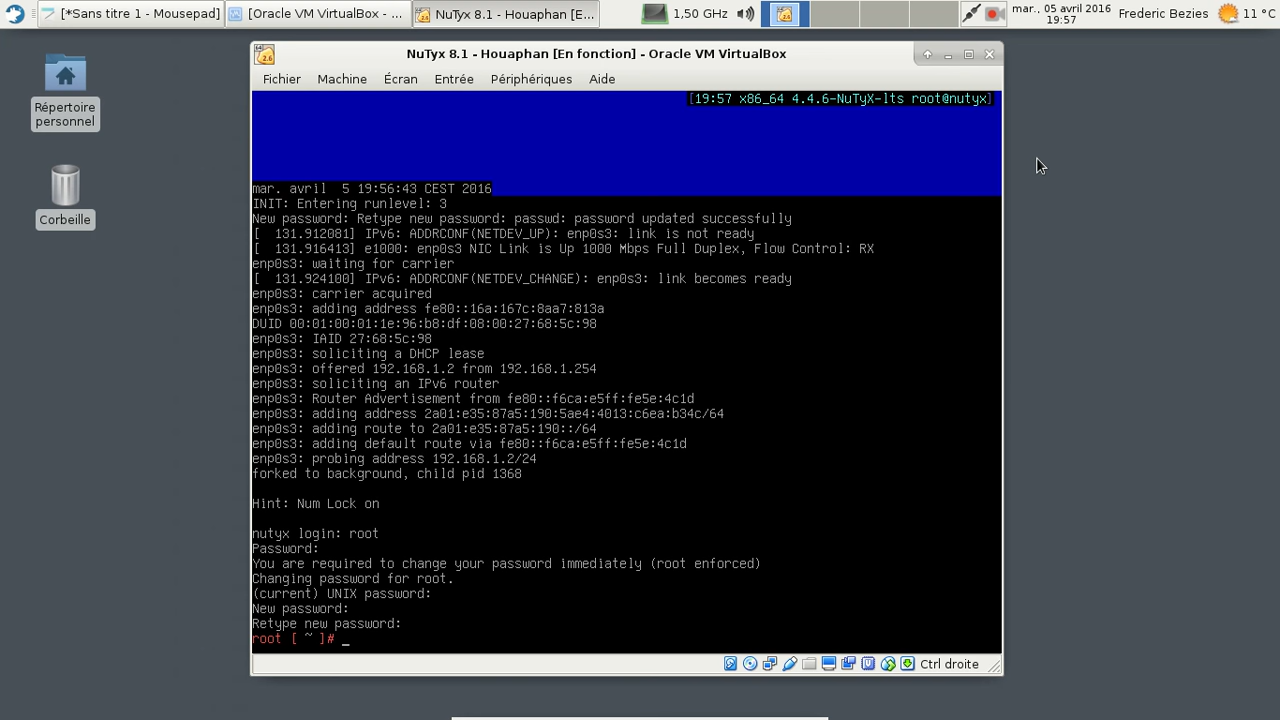 [*Sans titre 1 - Mousepad]
[Oracle VM VirtualBox - ...
NuTyx 8.1 - Houaphan [E...
1,50 GHz
mar., 05 avril 2016
19:57
Frederic Bezies
11 °C
Répertoire
personnel
Corbeille
2.6
NuTyx 8.1 - Houaphan [En fonction] - Oracle VM VirtualBox
Fichier Machine Écran Entrée Périphériques Aide
[19:57 x86_64 4.4.6-NuTyX-lts root@nutyx]
mar. avril  5 19:56:43 CEST 2016
INIT: Entering runlevel: 3
New password: Retype new password: passwd: password updated successfully
[  131.912081] IPv6: ADDRCONF(NETDEV_UP): enp0s3: link is not ready
[  131.916413] e1000: enp0s3 NIC Link is Up 1000 Mbps Full Duplex, Flow Control: RX
enp0s3: waiting for carrier
[  131.924100] IPv6: ADDRCONF(NETDEV_CHANGE): enp0s3: link becomes ready
enp0s3: carrier acquired
enp0s3: adding address fe80::16a:167c:8aa7:813a
DUID 00:01:00:01:1e:96:b8:df:08:00:27:68:5c:98
enp0s3: IAID 27:68:5c:98
enp0s3: soliciting a DHCP lease
enp0s3: offered 192.168.1.2 from 192.168.1.254
enp0s3: soliciting an IPv6 router
enp0s3: Router Advertisement from fe80::f6ca:e5ff:fe5e:4c1d
enp0s3: adding address 2a01:e35:87a5:190:5ae4:4013:c6ea:b34c/64
enp0s3: adding route to 2a01:e35:87a5:190::/64
enp0s3: adding default route via fe80::f6ca:e5ff:fe5e:4c1d
enp0s3: probing address 192.168.1.2/24
forked to background, child pid 1368
Hint: Num Lock on
nutyx login: root
Password:
You are required to change your password immediately (root enforced)
Changing password for root.
(current) UNIX password:
New password:
Retype new password:
root [ ~ ]# _
Ctrl droite